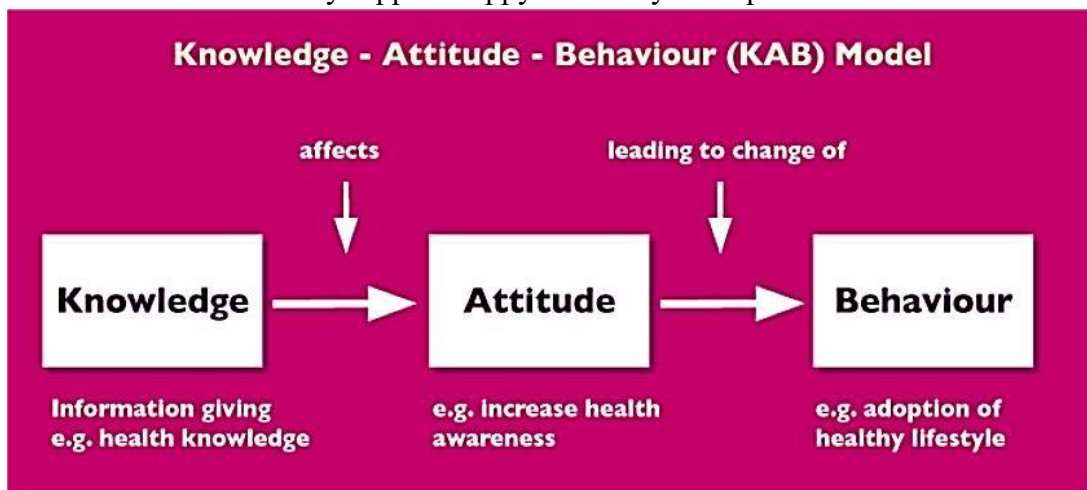 Knowledge - Attitude - Behaviour (KAB) Model
affects
leading to change of
Knowledge
Attitude
Behaviour
Information giving
e.g. health knowledge
e.g. increase health
awareness
e.g. adoption of
healthy lifestyle